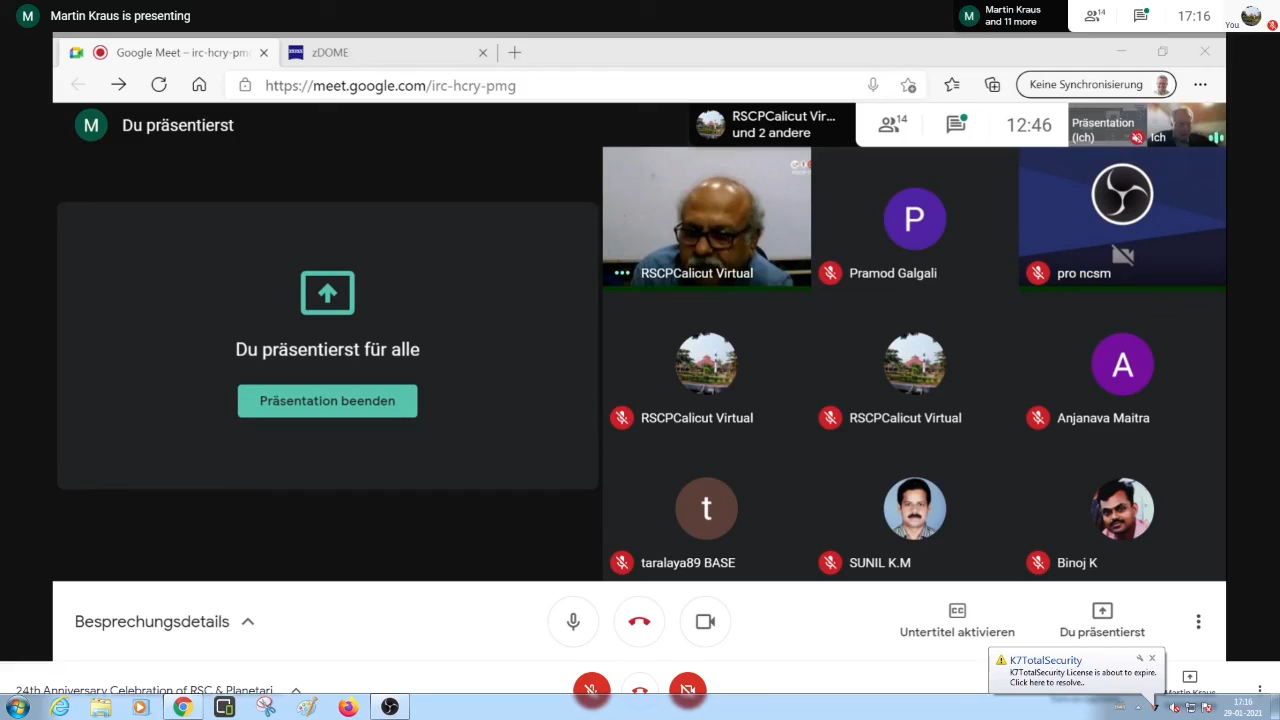 M
Martin Kraus is presenting
M
Martin Kraus
and 11 more
14
17:16
You
Google Meet – irc-hcry-pm
zDOME
https://meet.google.com/irc-hcry-pmg
Keine Synchronisierung
M
Du präsentierst
RSCPCalicut Vir...
und 2 andere
14
12:46
Präsentation
(Ich)
Ich
Du präsentierst für alle
Präsentation beenden
RSCPCalicut Virtual
P
Pramod Galgali
pro ncsm
RSCPCalicut Virtual
RSCPCalicut Virtual
A
Anjanava Maitra
t
taralaya89 BASE
SUNIL K.M
Binoj K
Besprechungsdetails
CC
Untertitel aktivieren
Du präsentierst
K7TotalSecurity
K7TotalSecurity License is about to expire.
Click here to resolve..
24th Anniversary Celebration of RSC & Planetari
Martin Kraus
17:16
29-01-2021